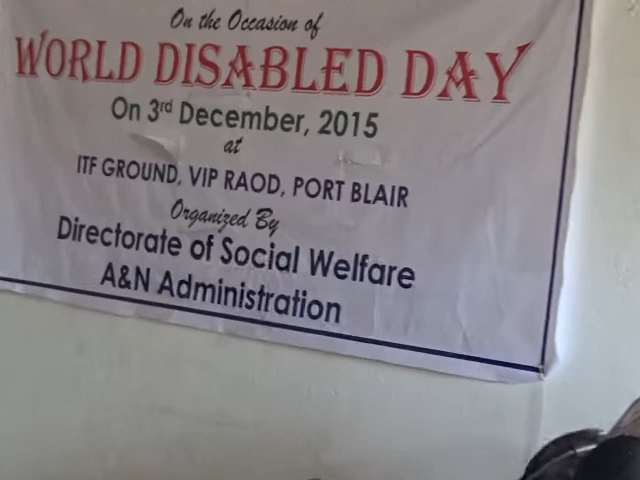 On the Occasion of
WORLD DISABLED DAY
On 3rd December, 2015
at
ITF GROUND, VIP RAOD, PORT BLAIR
Organized By
Directorate of Social Welfare
A&N Administration